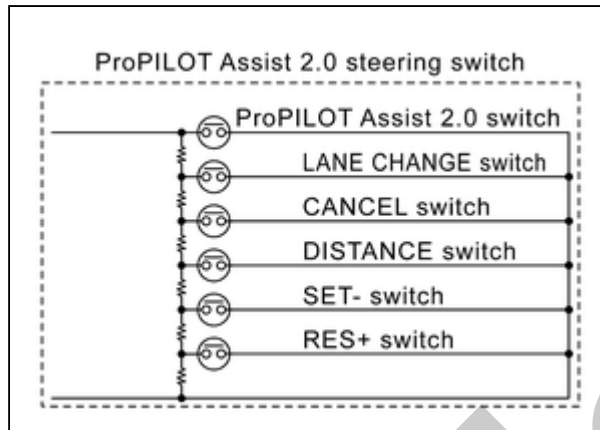 ProPILOT Assist 2.0 steering switch
ProPILOT Assist 2.0 switch
LANE CHANGE switch
CANCEL switch
DISTANCE switch
SET- switch
RES+ switch